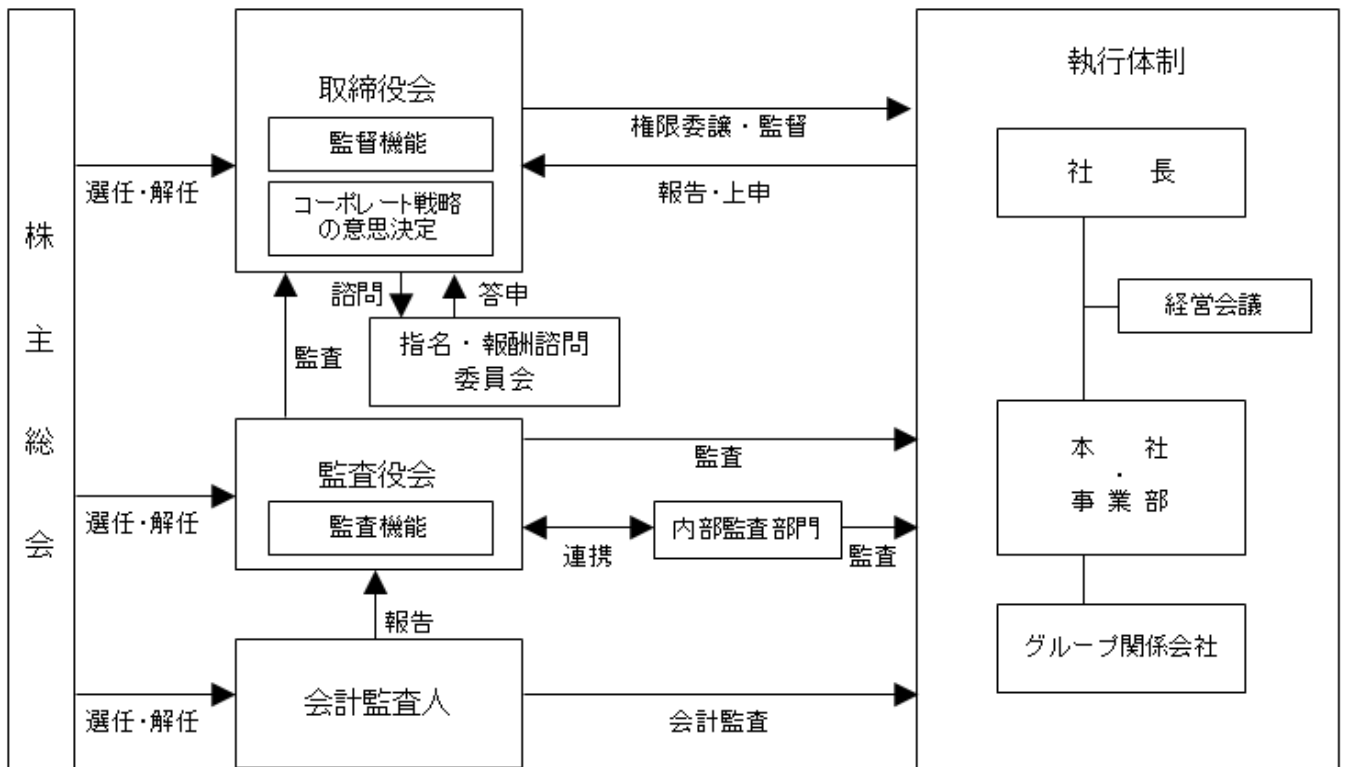 株主総会
選任・解任
選任・解任
選任・解任
取締役会
監督機能
コーポレート戦略
の意思決定
諮問
答申
指名・報酬諮問
委員会
監査
監査役会
監査機能
報告
会計監査人
権限委譲・監督
報告・上申
監査
連携
内部監査部門
監査
会計監査
執行体制
社長
経営会議
本社
・
事業部
グループ関係会社